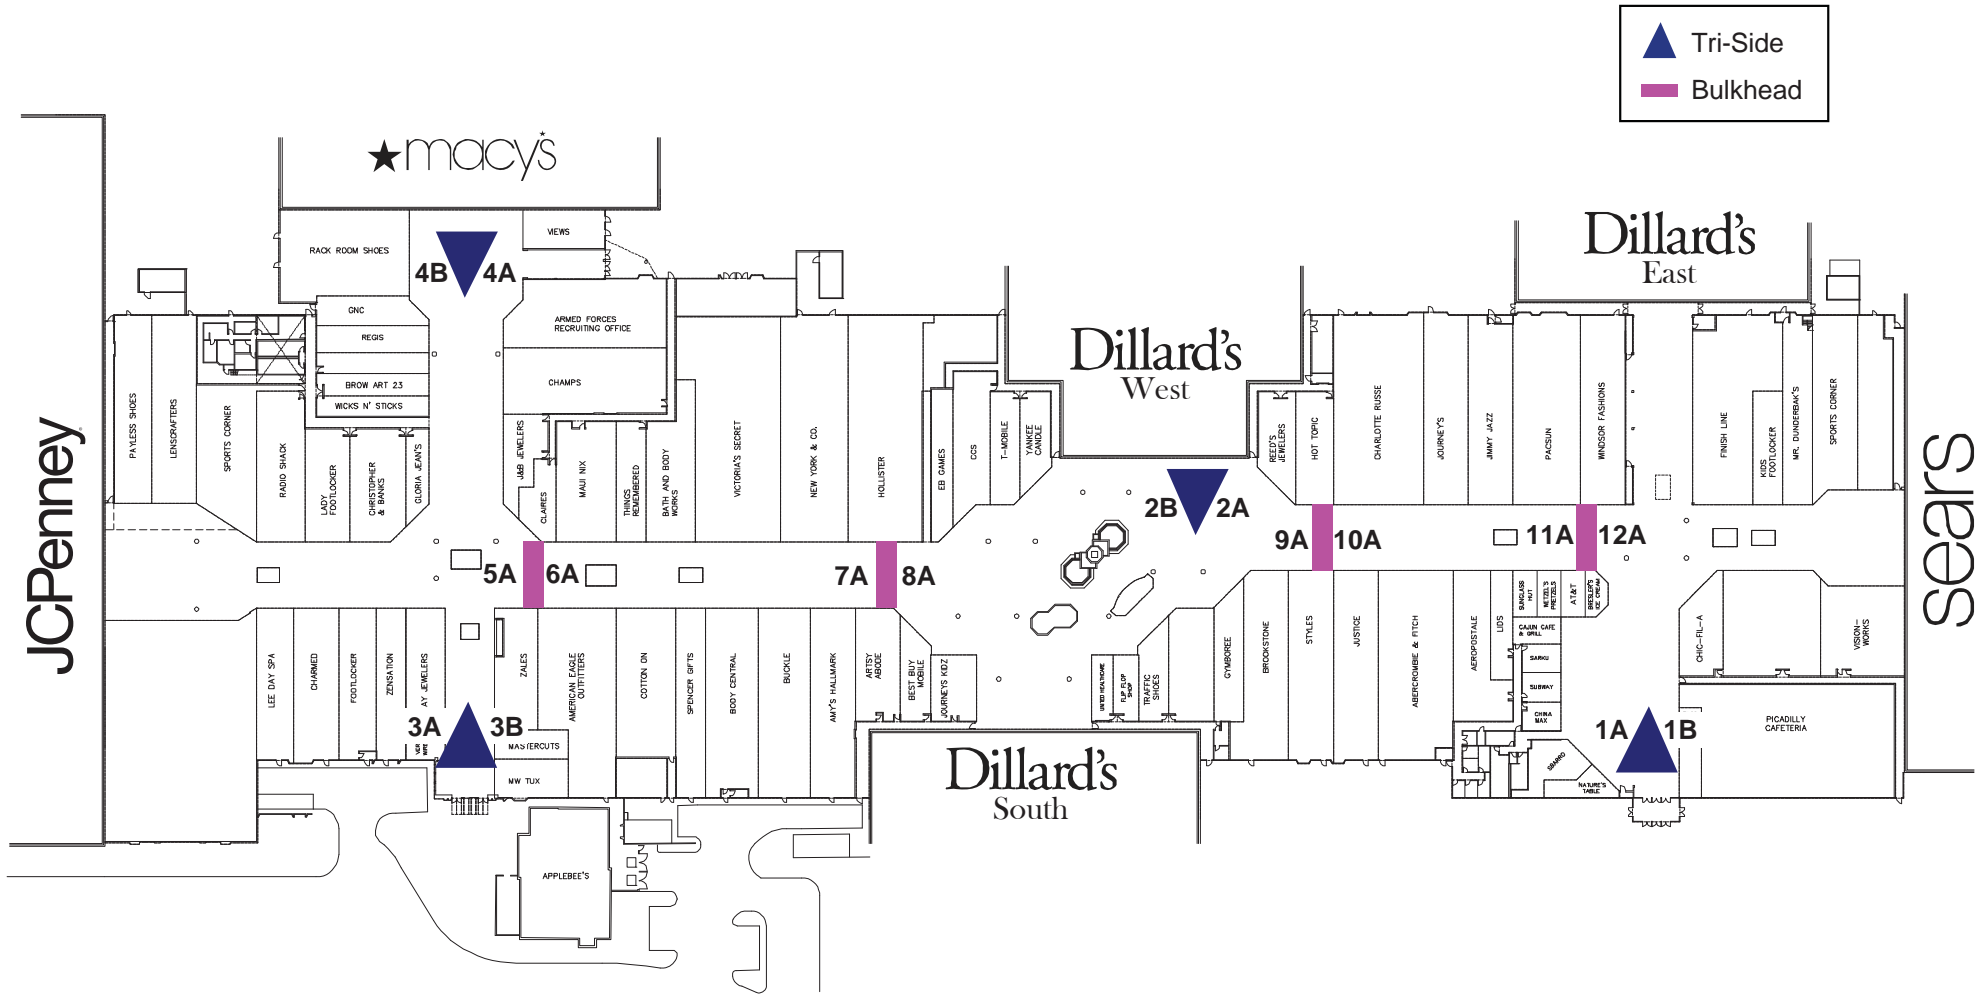 Tri-Side
Bulkhead
★macy's
Dillard's
East
Dillard's
West
Dillard's
South
JCPenney
sears
RACK ROOM SHOES
VIEWS
4B
4A
GNC
REGIS
BROW ART 23
WICKS N' STICKS
ARMED FORCES
RECRUITING OFFICE
CHAMPS
PAYLESS SHOES
LENSCRAFTERS
SPORTS CORNER
RADIO SHACK
LADY
FOOTLOCKER
CHRISTOPHER
& BANKS
GLORIA JEAN'S
J&B JEWELERS
CLAIRES
MAUI NIX
THINGS
REMEMBERED
BATH AND BODY
WORKS
VICTORIA'S SECRET
NEW YORK & CO.
HOLLISTER
EB GAMES
CCS
T-MOBILE
YANKEE
CANDLE
2B
2A
REED'S
JEWELERS
HOT TOPIC
CHARLOTTE RUSSE
JOURNEY'S
JIMMY JAZZ
PACSUN
WINDSOR FASHIONS
FINISH LINE
KIDS
FOOTLOCKER
MR. DUNDERBAK'S
SPORTS CORNER
5A
6A
7A
8A
9A
10A
11A
12A
LEE DAY SPA
CHARMED
FOOTLOCKER
ZENSATION
AY JEWELERS
3A
3B
ZALES
AMERICAN EAGLE
OUTFITTERS
MASTERCUTS
MW TUX
COTTON ON
SPENCER GIFTS
BODY CENTRAL
BUCKLE
AMY'S HALLMARK
ARTSY
ABODE
BEST BUY
MOBILE
JOURNEYS KIDZ
UNITED HEALTHCARE
FLIP FLOP
SHOP
TRAFFIC
SHOES
GYMBOREE
BROOKSTONE
STYLES
JUSTICE
ABERCROMBIE & FITCH
AEROPOSTALE
LIDS
SUNGLASS
HUT
WETZEL'S
PRETZELS
AT&T
BRESLER'S
ICE CREAM
CAJUN CAFE
& GRILL
SARKU
SUBWAY
CHINA
MAX
SBARRO
NATURE'S
TABLE
1A
1B
CHIC-FIL-A
VISION-
WORKS
PICADILLY
CAFETERIA
APPLEBEE'S